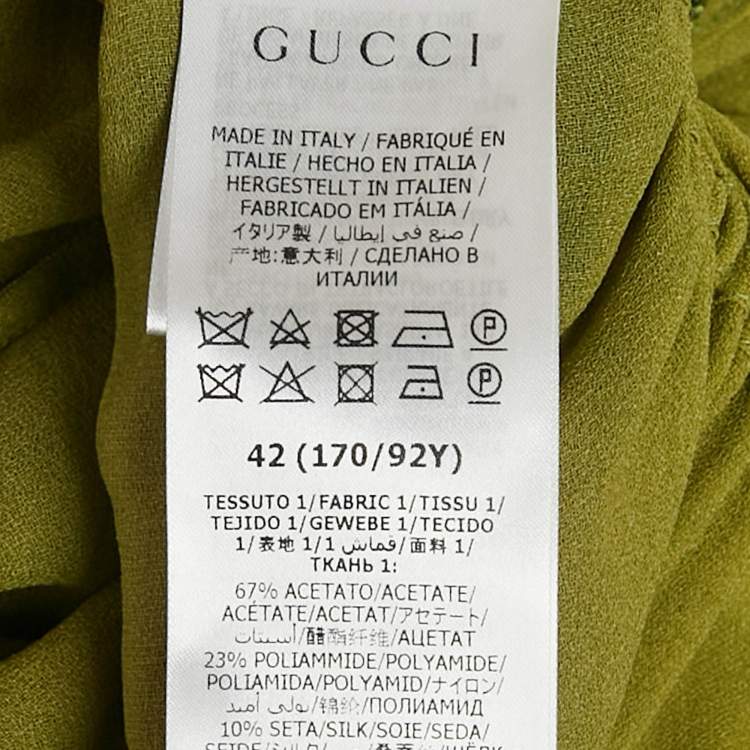 GUCCI
MADE IN ITALY / FABRIQUÉ EN
ITALIE / HECHO EN ITALIA /
HERGESTELLT IN ITALIEN /
FABRICADO EM ITÁLIA /
イタリア製 / صنع في إيطاليا /
产地:意大利 / СДЕЛАНО В
ИТАЛИИ
P
P
42 (170/92Y)
TESSUTO 1/FABRIC 1/TISSU 1/
TEJIDO 1/GEWEBE 1/TECIDO
1/表地 1/قماش 1/面料 1/
ТКАНЬ 1:
67% ACETATO/ACETATE/
ACÉTATE/ACETAT/アセテート/
أسيتات/醋酯纤维/АЦЕТАТ
23% POLIAMMIDE/POLYAMIDE/
POLIAMIDA/POLYAMID/ナイロン/
بولي أميد/锦纶/ПОЛИАМИД
10% SETA/SILK/SOIE/SEDA/
SEIDE/シルク/